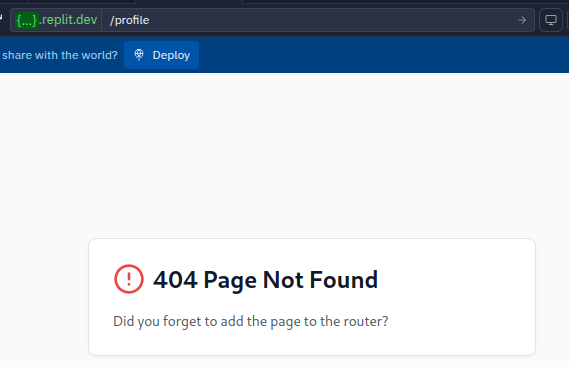 {...}.replit.dev /profile
share with the world? Deploy
404 Page Not Found
Did you forget to add the page to the router?